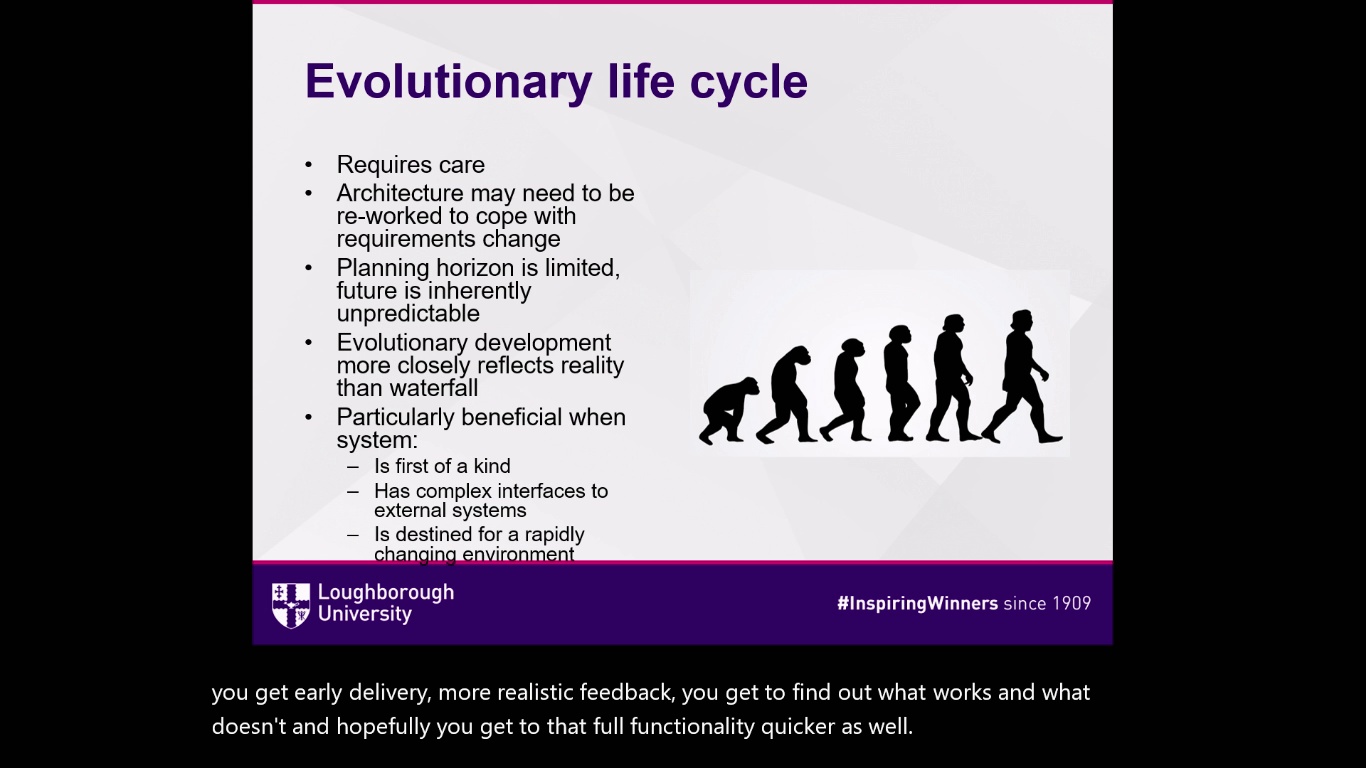 Evolutionary life cycle
• Requires care
• Architecture may need to be
re-worked to cope with
requirements change
• Planning horizon is limited,
future is inherently
unpredictable
• Evolutionary development
more closely reflects reality
than waterfall
• Particularly beneficial when
system:
– Is first of a kind
– Has complex interfaces to
external systems
– Is destined for a rapidly
changing environment
Loughborough
University
#InspiringWinners since 1909
you get early delivery, more realistic feedback, you get to find out what works and what
doesn't and hopefully you get to that full functionality quicker as well.